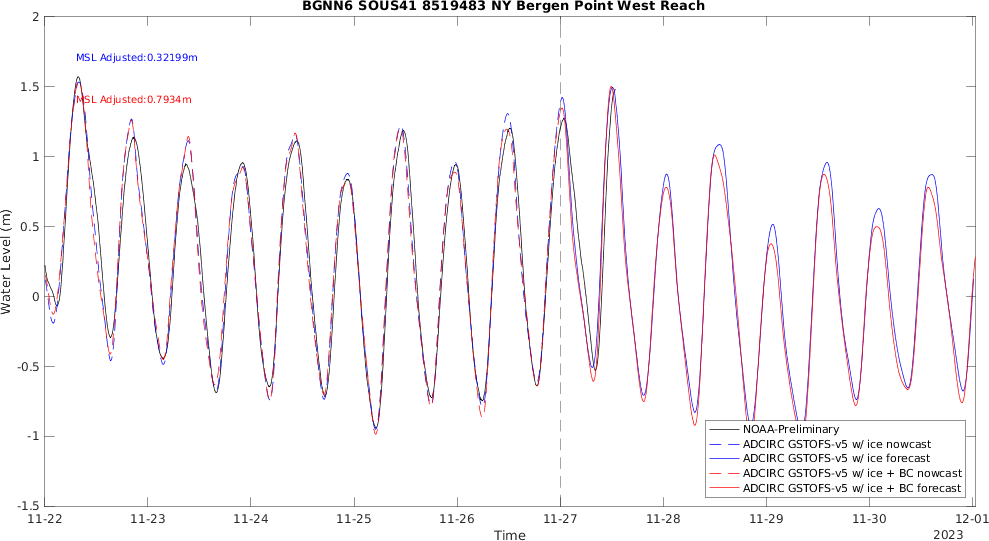 BGNN6 SOUS41 8519483 NY Bergen Point West Reach
2
MSL Adjusted:0.32199m
1.5
MSL Adjusted:0.7934m
1
0.5
Water Level (m)
0
-0.5
-1
NOAA-Preliminary
ADCIRC GSTOFS-v5 w/ ice nowcast
ADCIRC GSTOFS-v5 w/ ice forecast
ADCIRC GSTOFS-v5 w/ ice + BC nowcast
ADCIRC GSTOFS-v5 w/ ice + BC forecast
-1.5
11-22 11-23 11-24 11-25 11-26 11-27 11-28 11-29 11-30 12-01
Time
2023